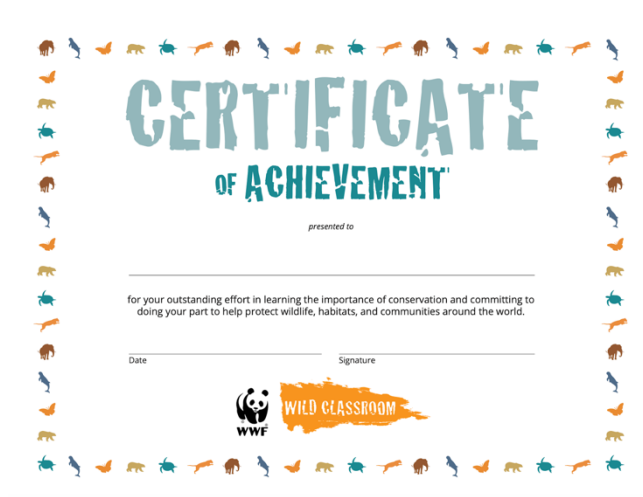 CERTIFICATE
OF ACHIEVEMENT
presented to
for your outstanding effort in learning the importance of conservation and committing to
doing your part to help protect wildlife, habitats, and communities around the world.
Date Signature
WILD CLASSROOM
WWF